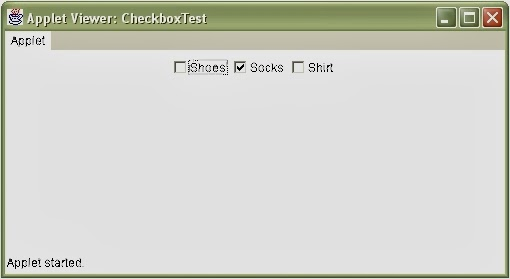 Applet Viewer: CheckboxTest
Applet
Shoes Socks Shirt
Applet started.